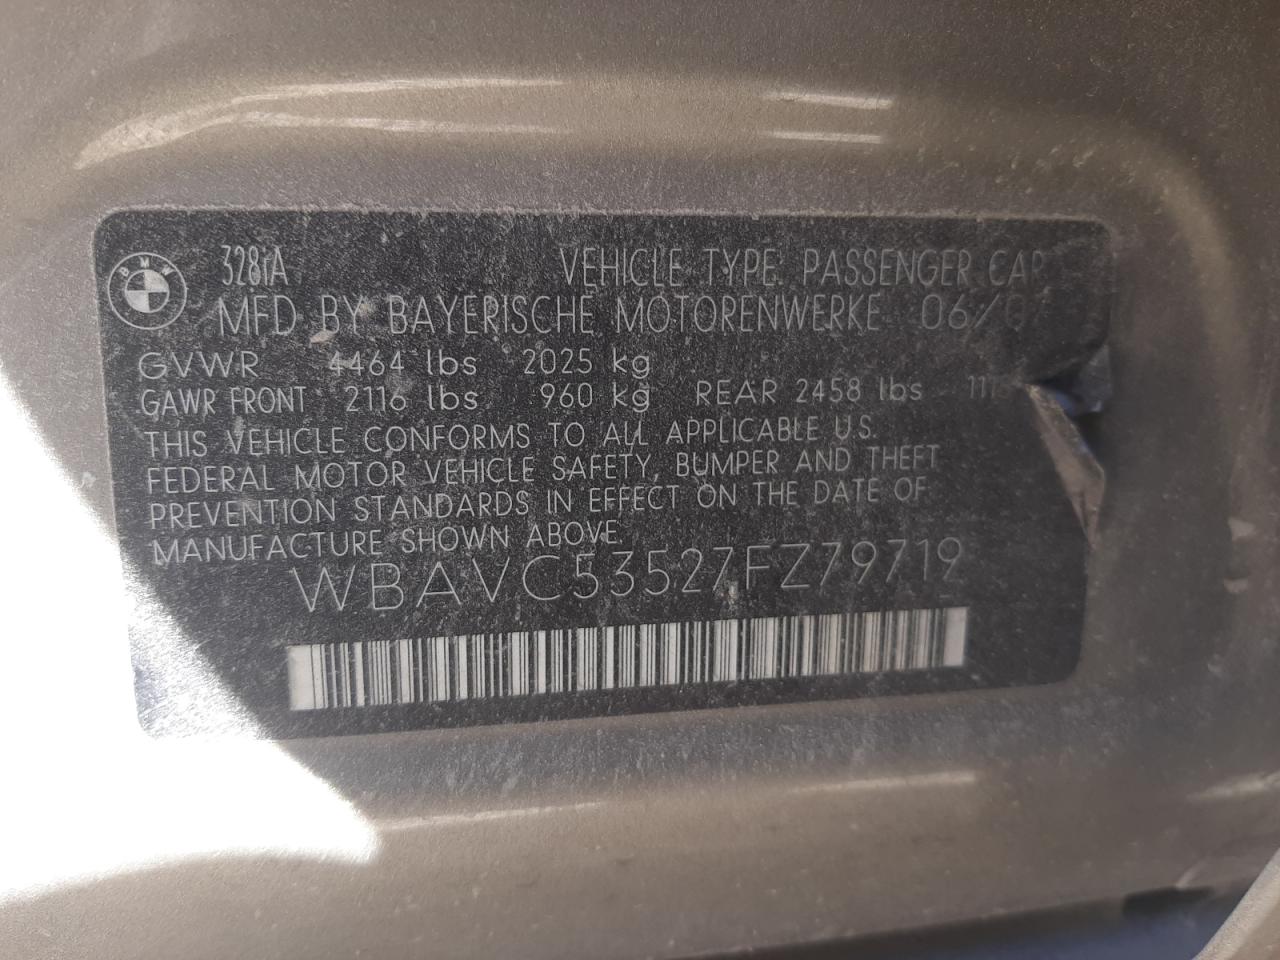 BMW
328iA VEHICLE TYPE: PASSENGER CAR
MFD BY BAYERISCHE MOTORENWERKE
GVWR 4464 lbs 2025 kg
GAWR FRONT 2116 lbs 960 kg REAR 2458 lbs
THIS VEHICLE CONFORMS TO ALL APPLICABLE U.S.
FEDERAL MOTOR VEHICLE SAFETY, BUMPER AND THEFT
PREVENTION STANDARDS IN EFFECT ON THE DATE OF
MANUFACTURE SHOWN ABOVE.
WBAVC53527FZ79719